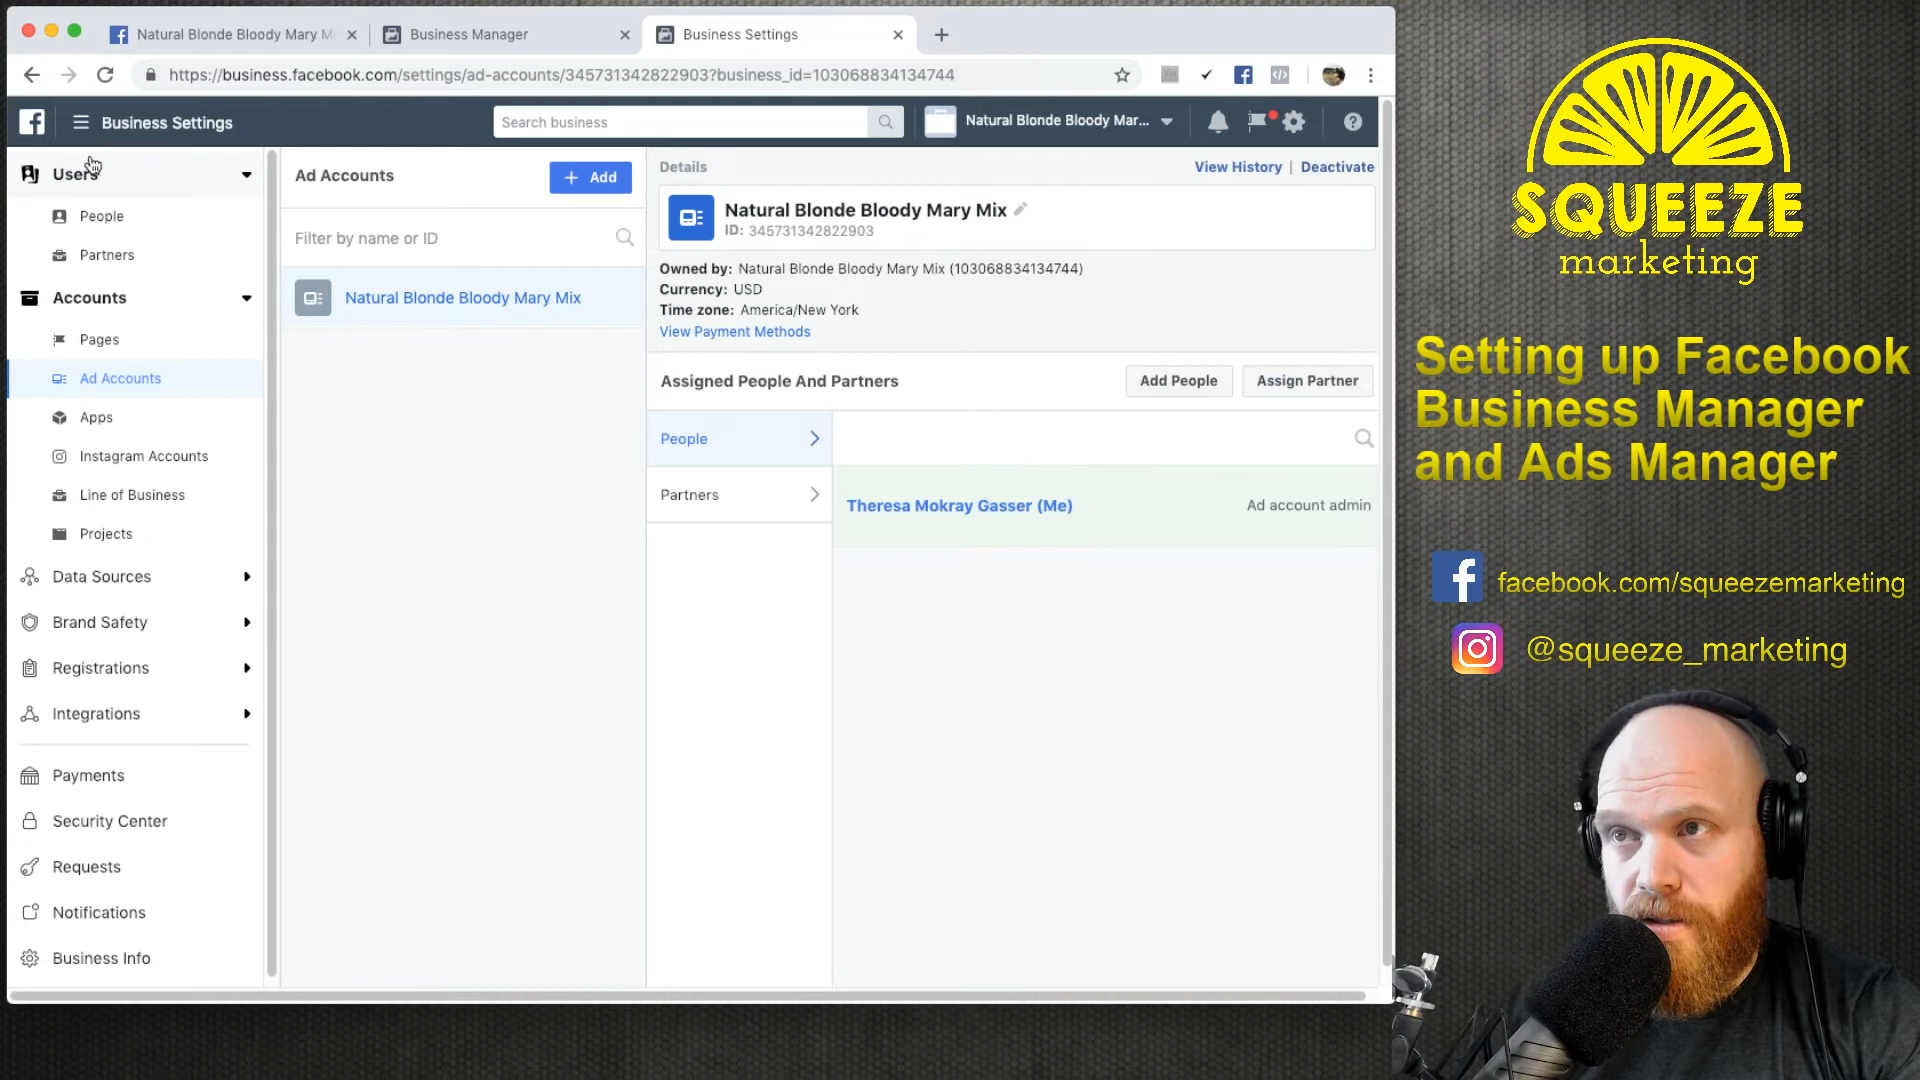 Natural Blonde Bloody Mary M
Business Manager
Business Settings
https://business.facebook.com/settings/ad-accounts/345731342822903?business_id=103068834134744
Business Settings
Search business
Natural Blonde Bloody Mar...
Users
People
Partners
Accounts
Pages
Ad Accounts
Apps
Instagram Accounts
Line of Business
Projects
Data Sources
Brand Safety
Registrations
Integrations
Payments
Security Center
Requests
Notifications
Business Info
Ad Accounts
+ Add
Filter by name or ID
Natural Blonde Bloody Mary Mix
Details
View History | Deactivate
Natural Blonde Bloody Mary Mix
ID: 345731342822903
Owned by: Natural Blonde Bloody Mary Mix (103068834134744)
Currency: USD
Time zone: America/New York
View Payment Methods
Assigned People And Partners
Add People
Assign Partner
People
Partners
Theresa Mokray Gasser (Me)
Ad account admin
SQUEEZE
marketing
Setting up Facebook
Business Manager
and Ads Manager
facebook.com/squeezemarketing
@squeeze_marketing